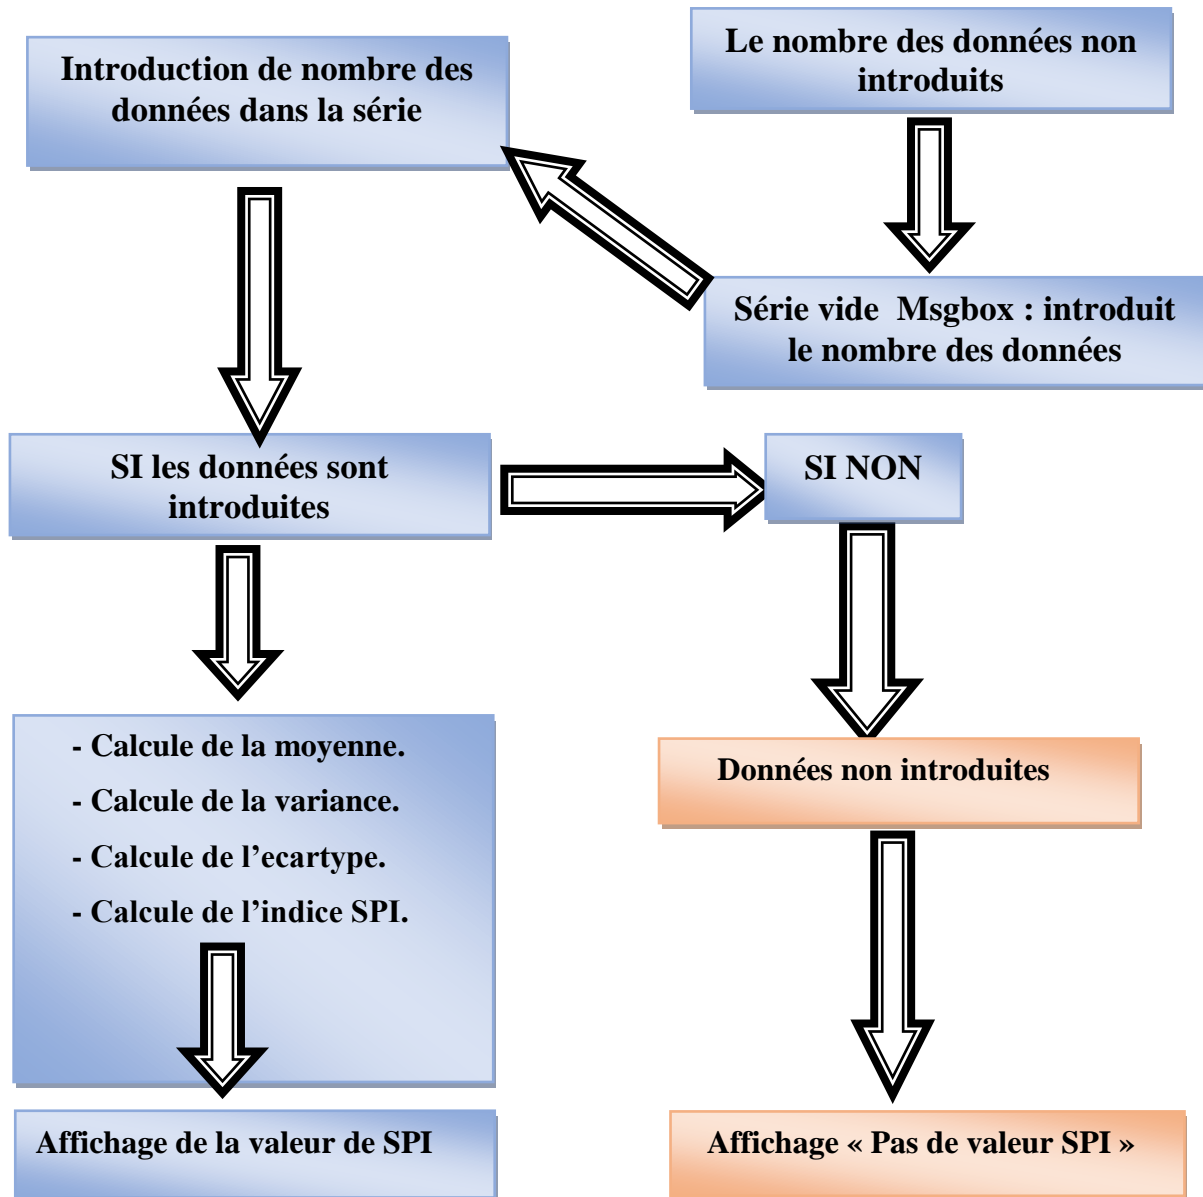 Introduction de nombre des
données dans la série
Le nombre des données non
introduits
Série vide  Msgbox : introduit
le nombre des données
SI les données sont
introduites
SI NON
- Calcule de la moyenne.
- Calcule de la variance.
- Calcule de l’ecartype.
- Calcule de l’indice SPI.
Données non introduites
Affichage de la valeur de SPI
Affichage « Pas de valeur SPI »